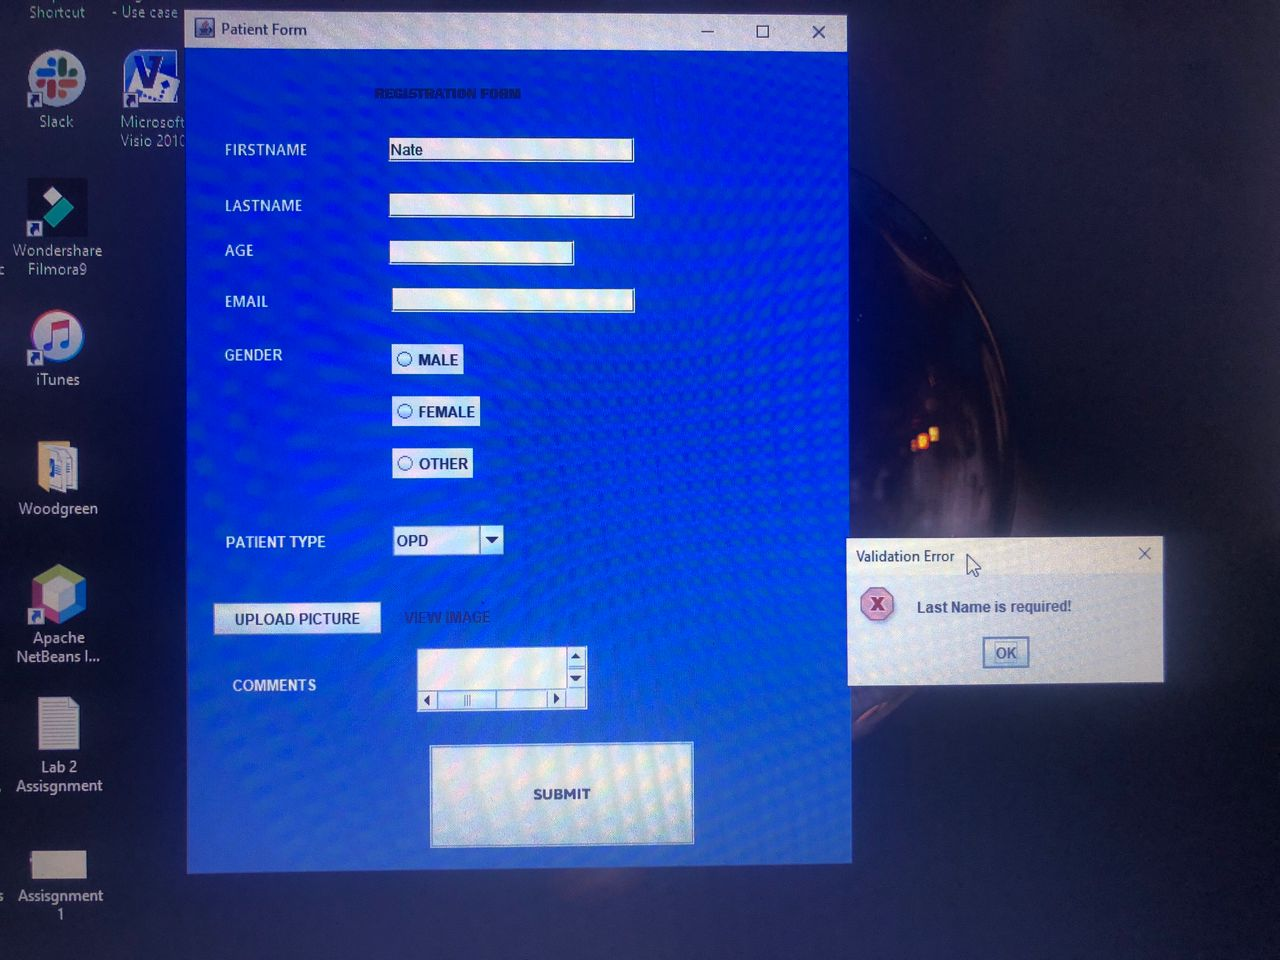 Shortcut
- Use case
Slack
Microsoft
Visio 2010
Wondershare
Filmora9
iTunes
Woodgreen
Apache
NetBeans I...
Lab 2
Assisgnment
Assisgnment
1
Patient Form
REGISTRATION FORM
FIRSTNAME
Nate
LASTNAME
AGE
EMAIL
GENDER
MALE
FEMALE
OTHER
PATIENT TYPE
OPD
UPLOAD PICTURE
VIEW IMAGE
COMMENTS
SUBMIT
Validation Error
Last Name is required!
OK